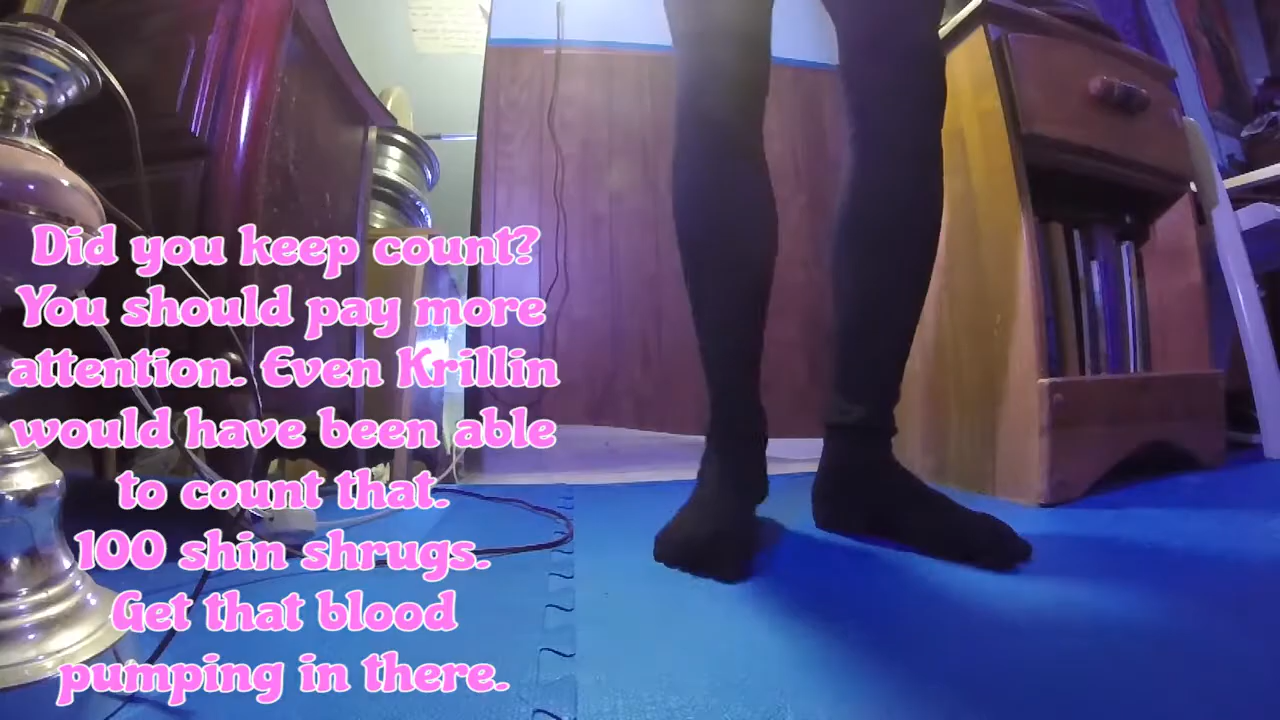 Did you keep count?
You should pay more
attention. Even Krillin
would have been able
to count that.
100 shin shrugs.
Get that blood
pumping in there.